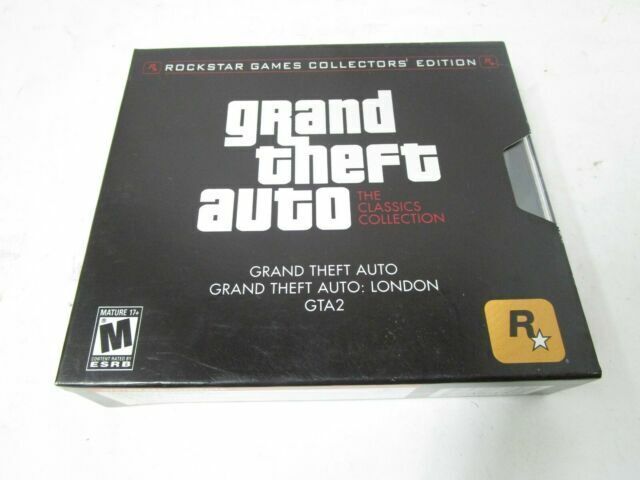 R ROCKSTAR GAMES COLLECTORS' EDITION R
grand
theft
auto
THE
CLASSICS
COLLECTION
GRAND THEFT AUTO
GRAND THEFT AUTO: LONDON
GTA2
MATURE 17+
M
CONTENT RATED BY
ESRB
R